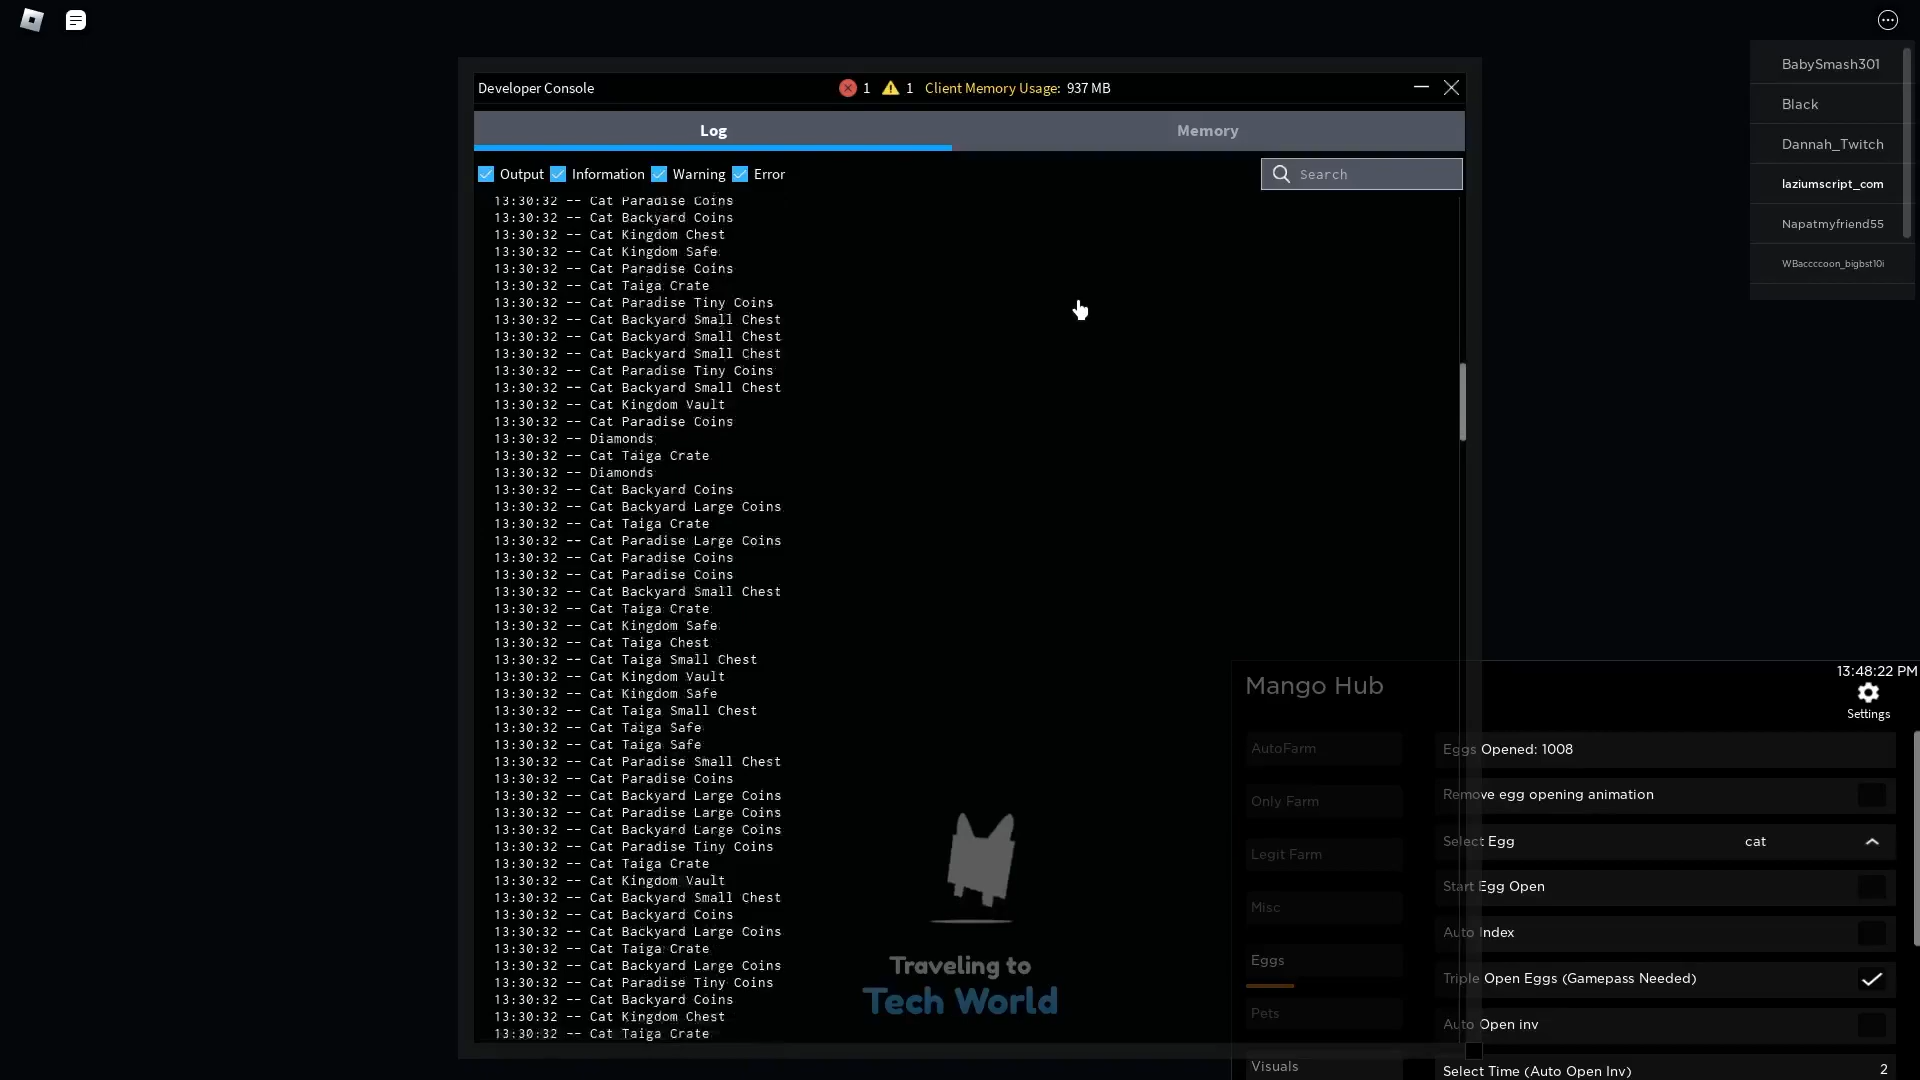 Developer Console
1
1
Client Memory Usage: 937 MB
Log
Memory
Output
Information
Warning
Error
Search
13:30:32 -- Cat Paradise Coins
13:30:32 -- Cat Backyard Coins
13:30:32 -- Cat Kingdom Chest
13:30:32 -- Cat Kingdom Safe
13:30:32 -- Cat Paradise Coins
13:30:32 -- Cat Taiga Crate
13:30:32 -- Cat Paradise Tiny Coins
13:30:32 -- Cat Backyard Small Chest
13:30:32 -- Cat Backyard Small Chest
13:30:32 -- Cat Backyard Small Chest
13:30:32 -- Cat Paradise Tiny Coins
13:30:32 -- Cat Backyard Small Chest
13:30:32 -- Cat Kingdom Vault
13:30:32 -- Cat Paradise Coins
13:30:32 -- Diamonds
13:30:32 -- Cat Taiga Crate
13:30:32 -- Diamonds
13:30:32 -- Cat Backyard Coins
13:30:32 -- Cat Backyard Large Coins
13:30:32 -- Cat Taiga Crate
13:30:32 -- Cat Paradise Large Coins
13:30:32 -- Cat Paradise Coins
13:30:32 -- Cat Paradise Coins
13:30:32 -- Cat Backyard Small Chest
13:30:32 -- Cat Taiga Crate
13:30:32 -- Cat Kingdom Safe
13:30:32 -- Cat Taiga Chest
13:30:32 -- Cat Taiga Small Chest
13:30:32 -- Cat Kingdom Vault
13:30:32 -- Cat Kingdom Safe
13:30:32 -- Cat Taiga Small Chest
13:30:32 -- Cat Taiga Safe
13:30:32 -- Cat Taiga Safe
13:30:32 -- Cat Paradise Small Chest
13:30:32 -- Cat Paradise Coins
13:30:32 -- Cat Backyard Large Coins
13:30:32 -- Cat Paradise Large Coins
13:30:32 -- Cat Backyard Large Coins
13:30:32 -- Cat Paradise Tiny Coins
13:30:32 -- Cat Taiga Crate
13:30:32 -- Cat Kingdom Vault
13:30:32 -- Cat Backyard Small Chest
13:30:32 -- Cat Backyard Coins
13:30:32 -- Cat Backyard Large Coins
13:30:32 -- Cat Taiga Crate
13:30:32 -- Cat Backyard Large Coins
13:30:32 -- Cat Paradise Tiny Coins
13:30:32 -- Cat Backyard Coins
13:30:32 -- Cat Kingdom Chest
13:30:32 -- Cat Taiga Crate
Traveling to
Tech World
BabySmash301
Black
Dannah_Twitch
laziumscript_com
Napatmyfriend55
WBaccccoon_bigbst10i
Mango Hub
13:48:22 PM
Settings
AutoFarm
Only Farm
Legit Farm
Misc
Eggs
Pets
Visuals
Eggs Opened: 1008
Remove egg opening animation
Select Egg
cat
Start Egg Open
Auto Index
Triple Open Eggs (Gamepass Needed)
Auto Open inv
Select Time (Auto Open Inv)
2